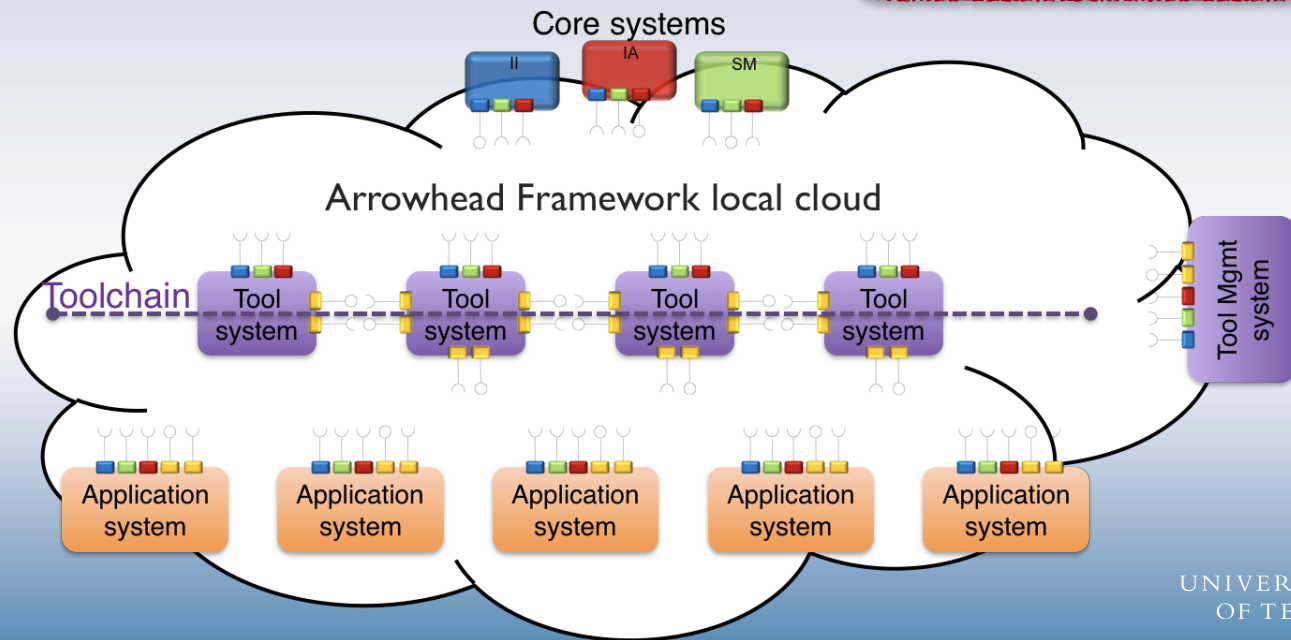 Core systems
II
IA
SM
Arrowhead Framework local cloud
Toolchain
Tool
system
Tool
system
Tool
system
Tool
system
Tool Mgmt
system
Application
system
Application
system
Application
system
Application
system
Application
system
UNIVER
OF TE